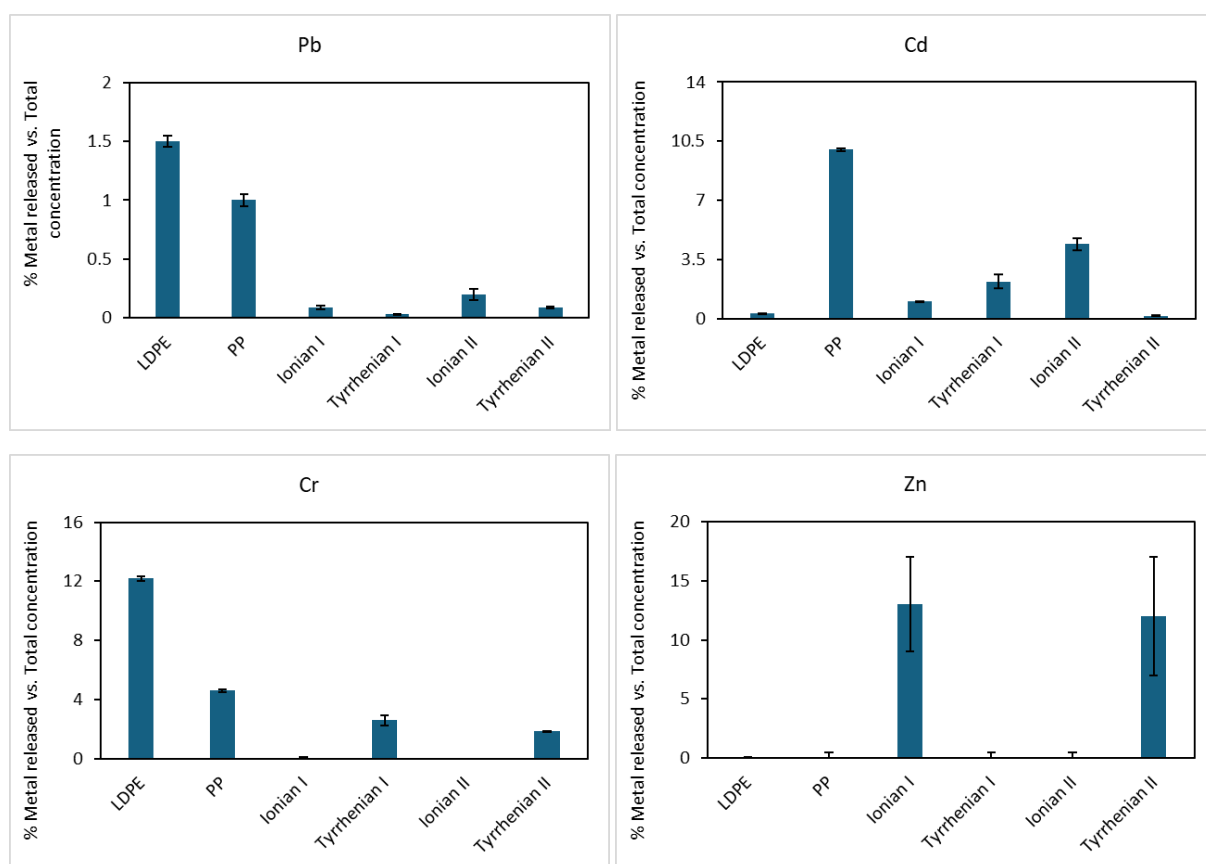 Pb
% Metal released vs. Total
concentration
2
1.5
1
0.5
0
LDPE
PP
Ionian I
Tyrrhenian I
Ionian II
Tyrrhenian II
Cd
% Metal released vs. Total concentration
14
10.5
7
3.5
0
LDPE
PP
Ionian I
Tyrrhenian I
Ionian II
Tyrrhenian II
Cr
% Metal released vs. Total concentration
16
12
8
4
0
LDPE
PP
Ionian I
Tyrrhenian I
Ionian II
Tyrrhenian II
Zn
% Metal released vs. Total concentration
20
15
10
5
0
LDPE
PP
Ionian I
Tyrrhenian I
Ionian II
Tyrrhenian II